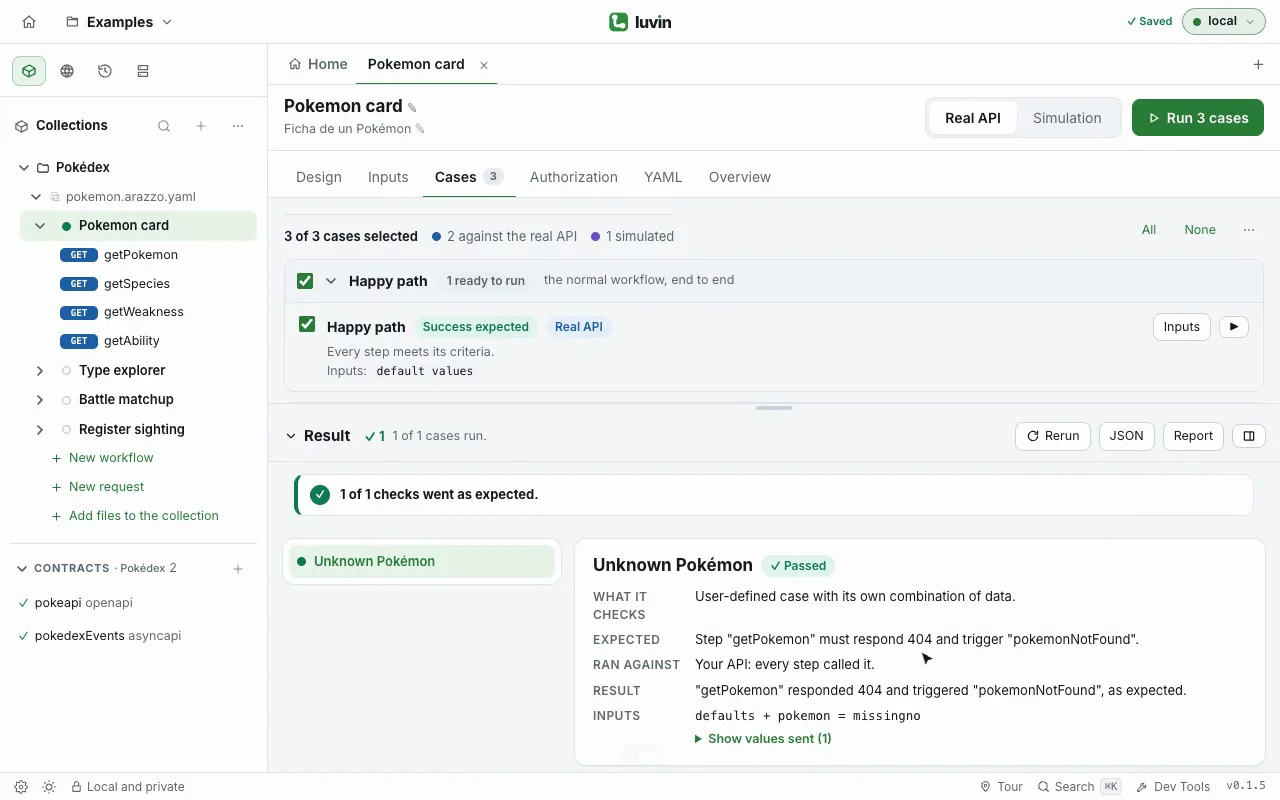 Examples
luvin
Saved
local
Home
Pokemon card
Collections
Pokemon card
Ficha de un Pokémon
Real API
Simulation
Run 3 cases
Pokédex
Design
Inputs
Cases 3
Authorization
YAML
Overview
pokemon.arazzo.yaml
Pokemon card
GET getPokemon
GET getSpecies
GET getWeakness
GET getAbility
Type explorer
Battle matchup
Register sighting
New workflow
New request
Add files to the collection
CONTRACTS · Pokédex 2
pokeapi openapi
pokedexEvents asyncapi
3 of 3 cases selected
2 against the real API
1 simulated
All
None
Happy path
1 ready to run
the normal workflow, end to end
Happy path
Success expected
Real API
Inputs
Every step meets its criteria.
Inputs: default values
Result
1
1 of 1 cases run.
Rerun
JSON
Report
1 of 1 checks went as expected.
Unknown Pokémon
Unknown Pokémon
Passed
WHAT IT CHECKS
User-defined case with its own combination of data.
EXPECTED
Step "getPokemon" must respond 404 and trigger "pokemonNotFound".
RAN AGAINST
Your API: every step called it.
RESULT
"getPokemon" responded 404 and triggered "pokemonNotFound", as expected.
INPUTS
defaults + pokemon = missingno
Show values sent (1)
Local and private
Tour
Search ⌘K
Dev Tools
v0.1.5